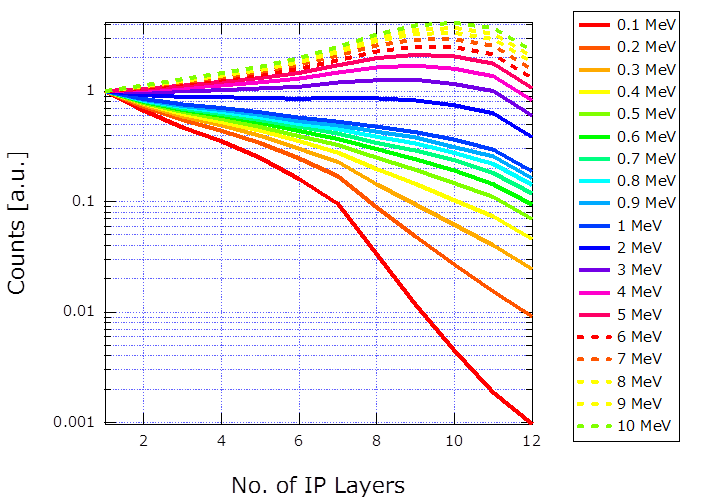 Counts [a.u.]
1
0.1
0.01
0.001
2
4
6
8
10
12
No. of IP Layers
0.1 MeV
0.2 MeV
0.3 MeV
0.4 MeV
0.5 MeV
0.6 MeV
0.7 MeV
0.8 MeV
0.9 MeV
1 MeV
2 MeV
3 MeV
4 MeV
5 MeV
6 MeV
7 MeV
8 MeV
9 MeV
10 MeV